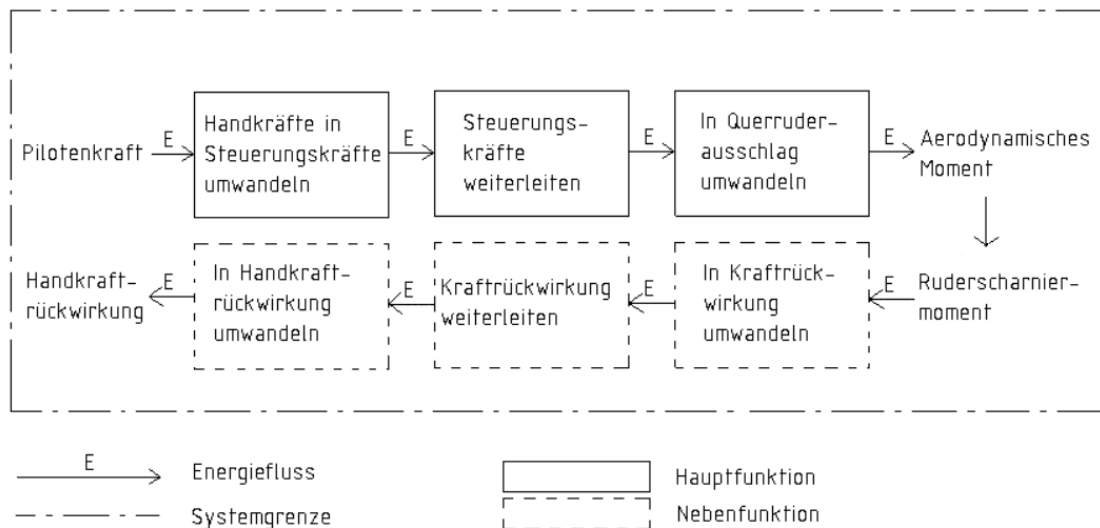 Pilotenkraft
E
Handkräfte in
Steuerungskräfte
umwandeln
E
Steuerungs-
kräfte
weiterleiten
E
In Querruder-
ausschlag
umwandeln
E
Aerodynamisches
Moment
Handkraft-
rückwirkung
E
In Handkraft-
rückwirkung
umwandeln
E
Kraftrückwirkung
weiterleiten
E
In Kraftrück-
wirkung
umwandeln
E
Ruderscharnier-
moment
E
Energiefluss
Systemgrenze
Hauptfunktion
Nebenfunktion